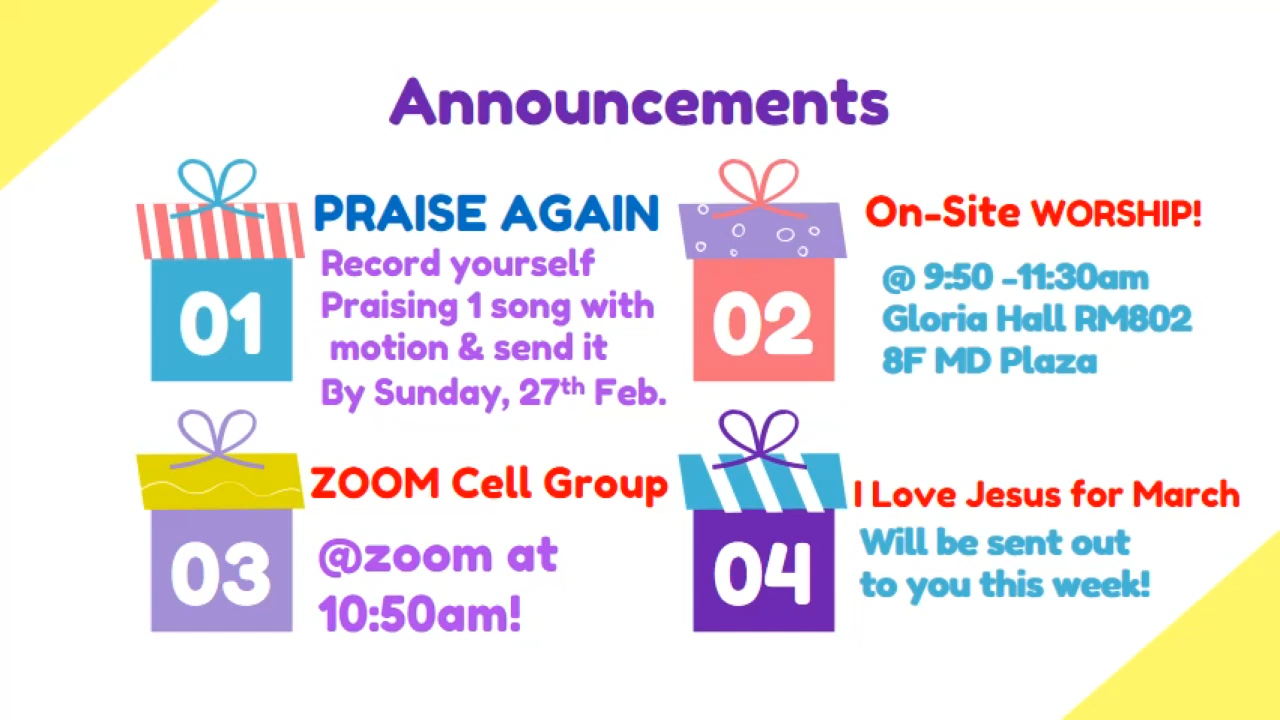 Announcements
01
PRAISE AGAIN
Record yourself
Praising 1 song with
motion & send it
By Sunday, 27th Feb.
02
On-Site WORSHIP!
@ 9:50 -11:30am
Gloria Hall RM802
8F MD Plaza
03
ZOOM Cell Group
@zoom at
10:50am!
04
I Love Jesus for March
Will be sent out
to you this week!